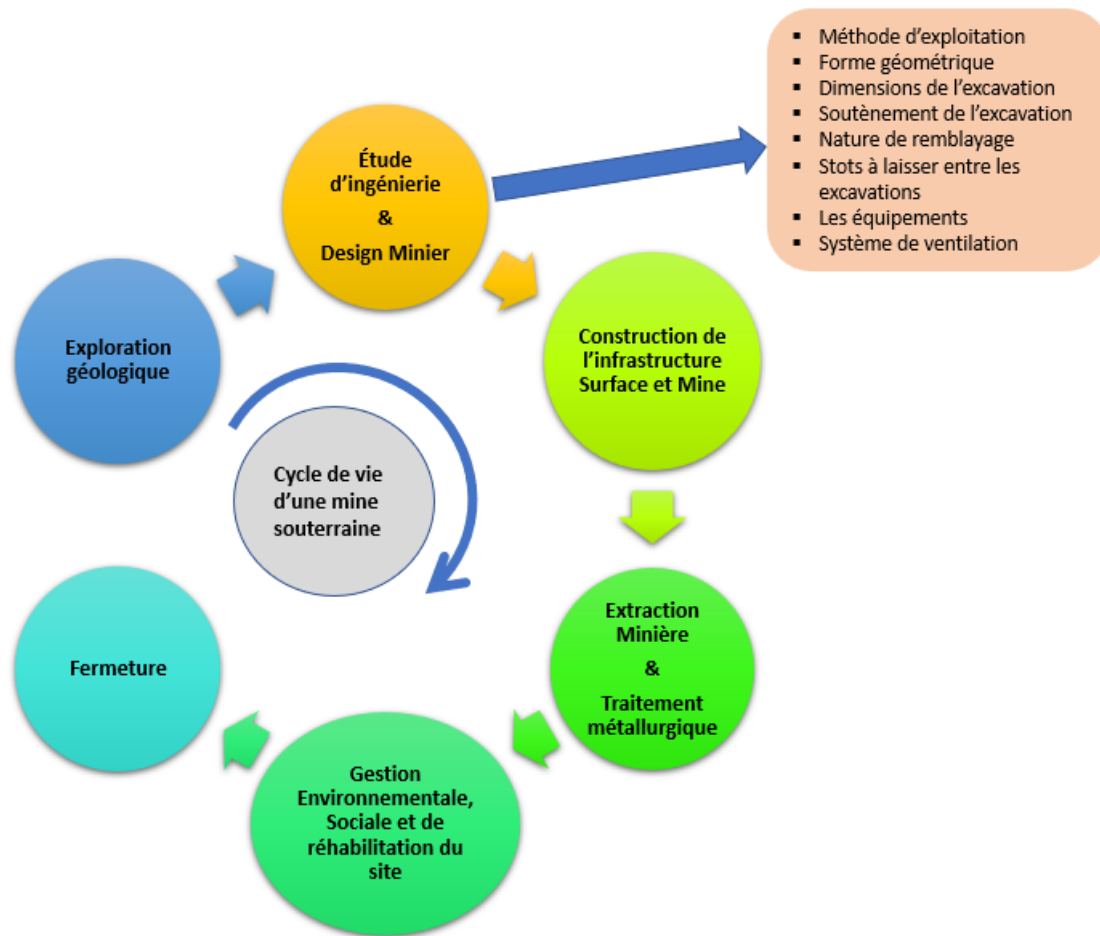 ▪ Méthode d’exploitation
▪ Forme géométrique
▪ Dimensions de l’excavation
▪ Soutènement de l’excavation
▪ Nature de remblayage
▪ Stots à laisser entre les
excavations
▪ Les équipements
▪ Système de ventilation
Étude
d’ingénierie
&
Design Minier
Exploration
géologique
Construction de
l’infrastructure
Surface et Mine
Cycle de vie
d’une mine
souterraine
Extraction
Minière
&
Traitement
métallurgique
Fermeture
Gestion
Environnementale,
Sociale et de
réhabilitation du
site